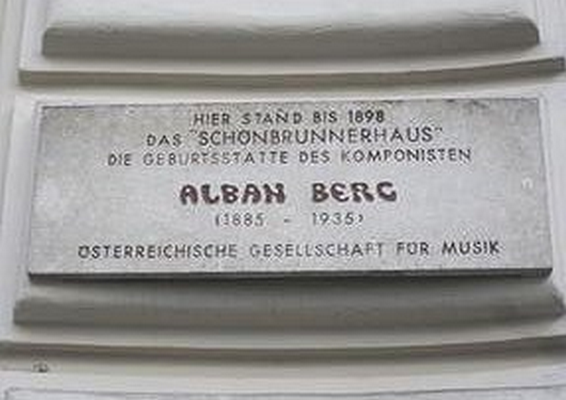 HIER STAND BIS 1898
DAS "SCHÖNBRUNNERHAUS"
DIE GEBURTSSTÄTTE DES KOMPONISTEN
ALBAN BERG
(1885 - 1935)
ÖSTERREICHISCHE GESELLSCHAFT FÜR MUSIK